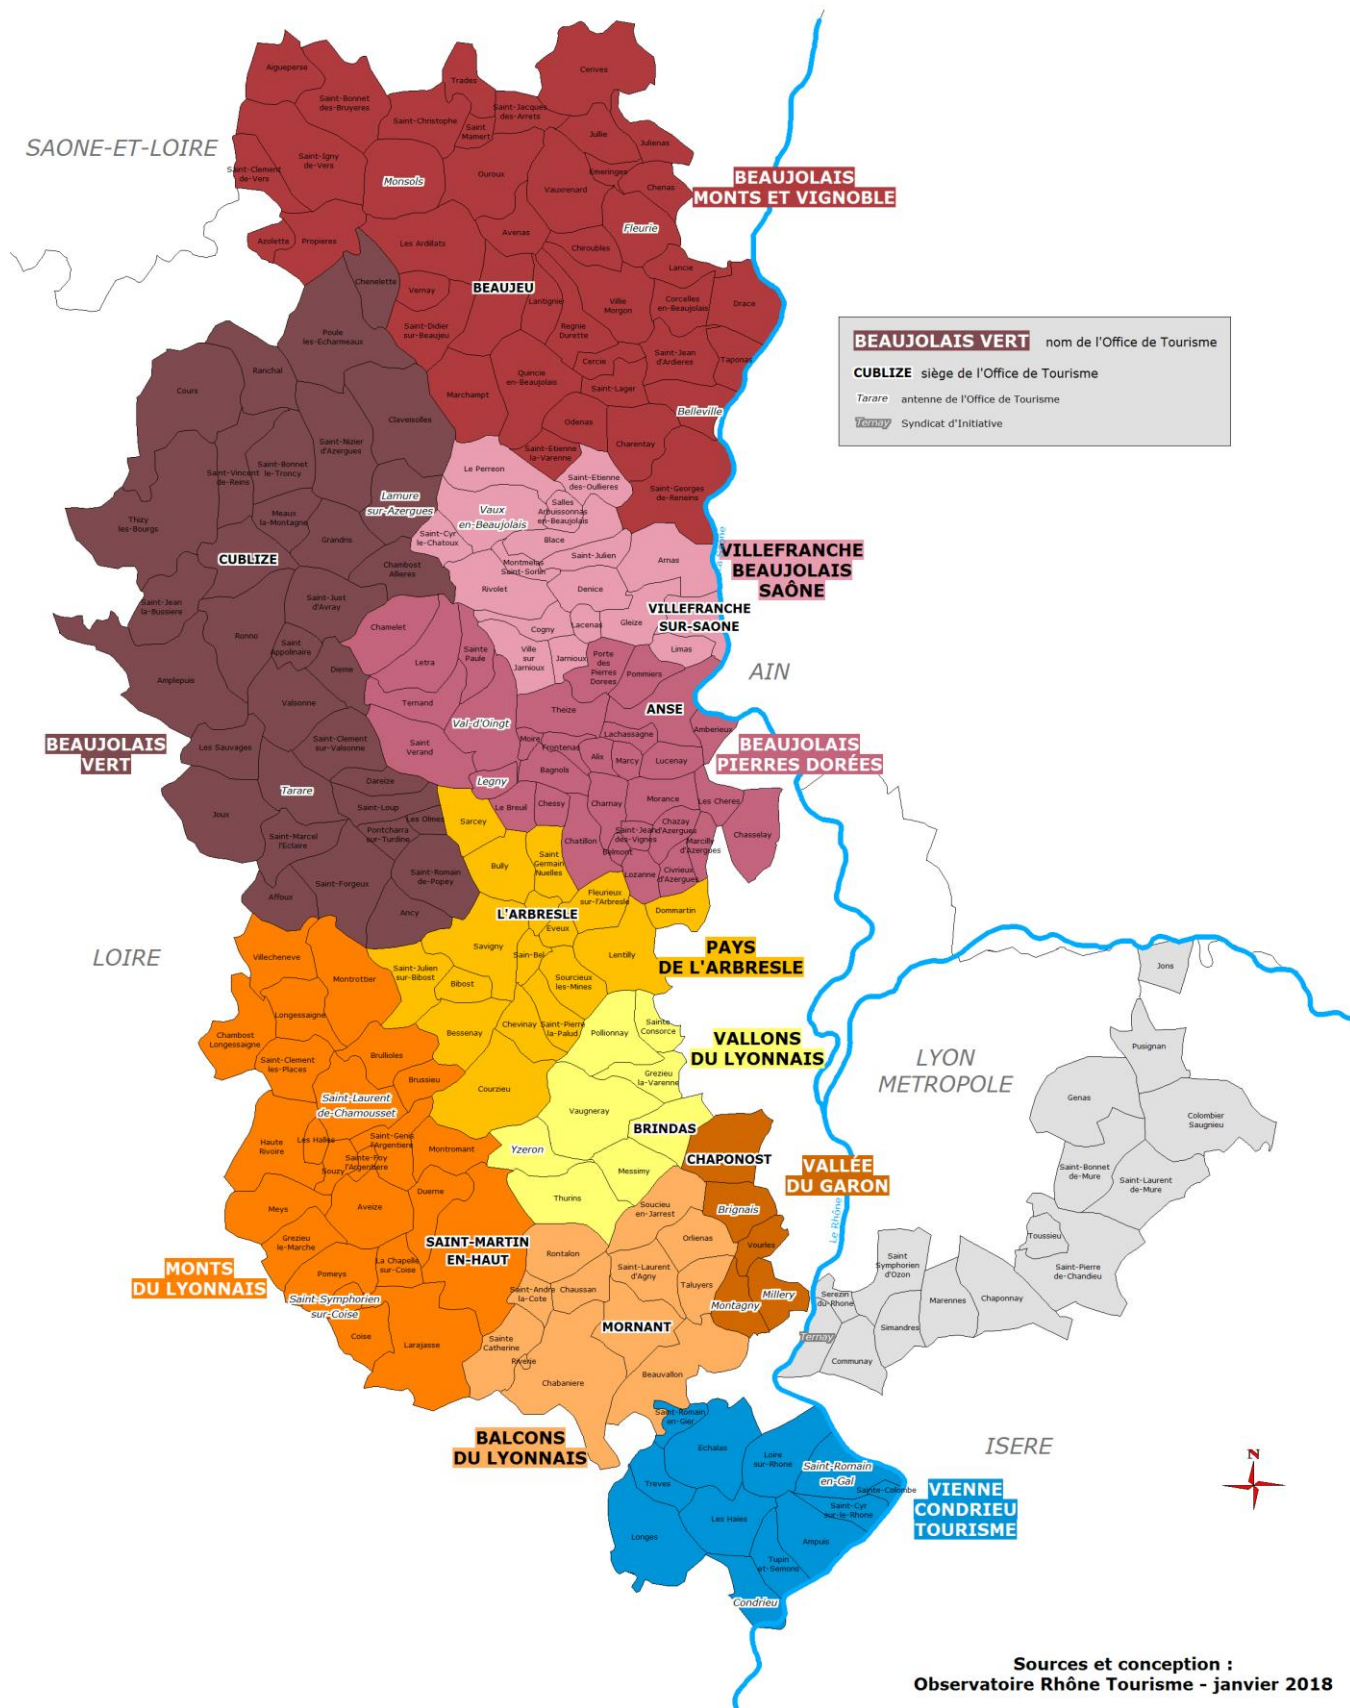 Aigueperse
Saint-Bonnet
des-Bruyeres
Trades
Cenves
Saint-Christophe
Saint
Mamert
Saint-Jacques
des-Arrets
Jullie
Julienas
SAONE-ET-LOIRE
Saint-Clement
de-Vers
Saint-Igny
de-Vers
Monsols
Ouroux
Vauxrenard
Emeringes
Chenas
BEAUJOLAIS
MONTS ET VIGNOBLE
Azolette
Propieres
Les Ardillats
Avenas
Chiroubles
Fleurie
Chenelette
Vernay
BEAUJEU
Lantignie
Lancie
Villie
Morgon
Corcelles
en-Beaujolais
Drace
Poule
les-Echarmeaux
Saint-Didier
sur-Beaujeu
Regnie
Durette
Cercie
Saint-Jean
d'Ardieres
Taponas
BEAUJOLAIS VERT
nom de l'Office de Tourisme
CUBLIZE
siège de l'Office de Tourisme
Tarare
antenne de l'Office de Tourisme
Ternay
Syndicat d'Initiative
Cours
Ranchal
Marchampt
Quincie
en-Beaujolais
Saint-Lager
Belleville
Claveisolles
Odenas
Charentay
Saint-Nizier
d'Azergues
Saint-Etienne
la-Varenne
Saint-Vincent
de-Reins
Saint-Bonnet
le-Troncy
Le Perreon
Saint-Etienne
des-Oullieres
Saint-Georges
de-Reneins
Lamure
sur-Azergues
Vaux
en-Beaujolais
Salles
Arbuissonnas
en-Beaujolais
Thizy
les-Bourgs
Meaux
la-Montagne
Grandris
Saint-Cyr
le-Chatoux
Blace
CUBLIZE
Chambost
Allieres
Montmelas
Saint-Sorlin
Saint-Julien
Arnas
VILLEFRANCHE
BEAUJOLAIS
SAÔNE
Rivolet
Denice
Saint-Jean
la-Bussiere
Saint-Just
d'Avray
VILLEFRANCHE
SUR-SAONE
Chamelet
Cogny
Lacenas
Gleize
Ronno
Saint
Appolinaire
Letra
Sainte
Paule
Ville
sur
Jarnioux
Jarnioux
Porte
des
Pierres
Dorees
Limas
Pommiers
AIN
Amplepuis
Dieme
Valsonne
Ternand
Val-d'Oingt
Theize
ANSE
Amberieux
BEAUJOLAIS
VERT
Les Sauvages
Saint-Clement
sur-Valsonne
Saint
Verand
Moire
Frontenas
Lachassagne
Alix
Marcy
Lucenay
BEAUJOLAIS
PIERRES DORÉES
Tarare
Dareize
Legny
Bagnols
Joux
Saint-Loup
Les Olmes
Le Breuil
Chessy
Charnay
Morance
Les Cheres
Saint-Marcel
l'Eclaire
Pontcharra
sur-Turdine
Sarcey
Chatillon
Saint-Jean
des-Vignes
Chazay
d'Azergues
Belmont
Marcilly
d'Azergues
Chasselay
Affoux
Saint-Forgeux
Saint-Romain
de-Popey
Bully
Saint
Germain
Nuelles
Lozanne
Civrieux
d'Azergues
Ancy
L'ARBRESLE
Fleurieux
sur-l'Arbresle
Dommartin
Eveux
LOIRE
Villecheneve
Montrottier
Savigny
Sain-Bel
Lentilly
PAYS
DE L'ARBRESLE
Saint-Julien
sur-Bibost
Bibost
Sourcieux
les-Mines
Jons
Longessaigne
Chambost
Longessaigne
Bessenay
Chevinay
Saint-Pierre
la-Palud
Pollionnay
Sainte
Consorce
VALLONS
DU LYONNAIS
Pusignan
Saint-Clement
les-Places
Brullioles
Brussieu
Courzieu
Grezieu
la-Varenne
LYON
METROPOLE
Genas
Saint-Laurent
de-Chamousset
Vaugneray
BRINDAS
Colombier
Saugnieu
Haute
Rivoire
Les Halles
Saint-Genis
l'Argentiere
Sainte-Foy
l'Argentiere
Souzy
Montromant
Yzeron
Messimy
CHAPONOST
VALLÉE
DU GARON
Saint-Bonnet
de-Mure
Saint-Laurent
de-Mure
Duerne
Thurins
Meys
Aveize
Soucieu
en-Jarrest
Brignais
Le Rhône
Grezieu
le-Marche
SAINT-MARTIN
EN-HAUT
Rontalon
Orlienas
Vourles
Toussieu
MONTS
DU LYONNAIS
Pomeys
La Chapelle
sur-Coise
Saint-Laurent
d'Agny
Saint
Symphorien
d'Ozon
Saint-Pierre
de-Chandieu
Saint-Symphorien
sur-Coise
Saint-Andre
la-Cote
Chaussan
Taluyers
Montagny
Millery
Serezin
du-Rhone
Marennes
Chaponnay
Coise
Larajasse
MORNANT
Simandres
Ternay
Sainte
Catherine
Riverie
Chabaniere
Beauvallon
Communay
BALCONS
DU LYONNAIS
Saint-Romain
en-Gier
Echalas
Loire
sur-Rhone
Saint-Romain
en-Gal
ISERE
N
Treves
Sainte-Colombe
Saint-Cyr
sur-le-Rhone
VIENNE
CONDRIEU
TOURISME
Longes
Les Haies
Ampuis
Tupin
et-Semons
Condrieu
Sources et conception :
Observatoire Rhône Tourisme - janvier 2018